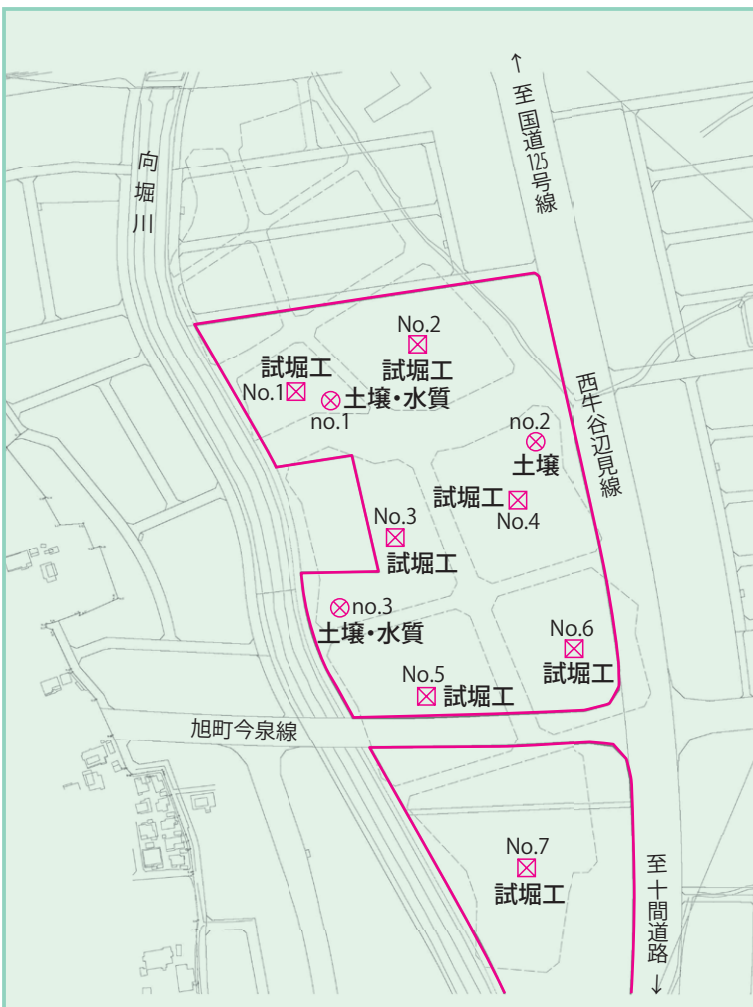 ↑至国道125号線
向堀川
No.2
試堀工
試堀工
No.1
土壌・水質
no.1
西牛谷辺見線
no.2
土壌
試堀工
No.4
No.3
試堀工
no.3
土壌・水質
No.6
試堀工
No.5
試堀工
旭町今泉線
No.7
試堀工
至十間道路↓